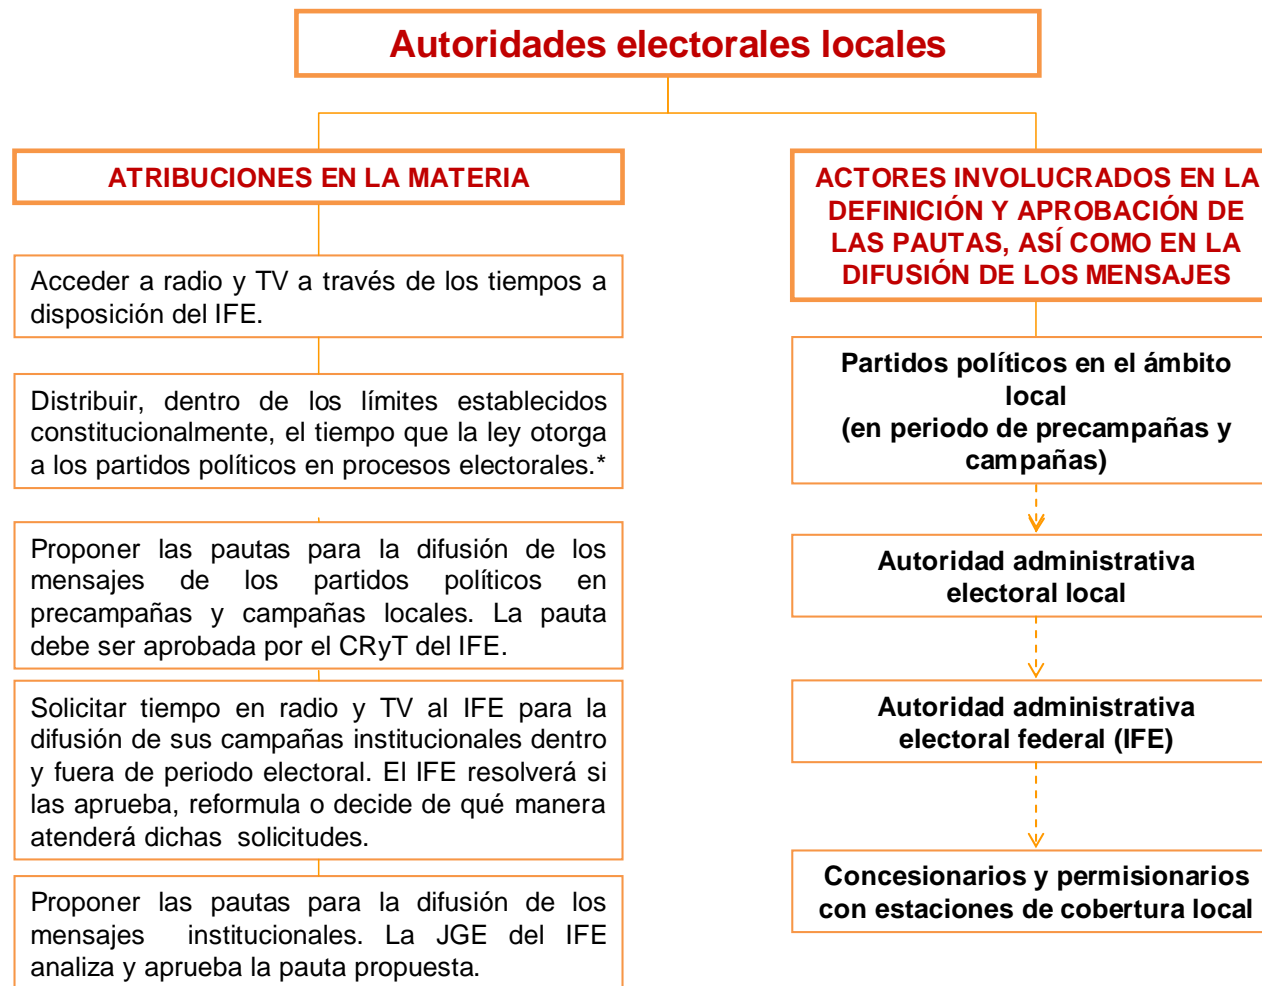 Autoridades electorales locales
ATRIBUCIONES EN LA MATERIA
Acceder a radio y TV a través de los tiempos a
disposición del IFE.
Distribuir, dentro de los límites establecidos
constitucionalmente, el tiempo que la ley otorga
a los partidos políticos en procesos electorales.*
Proponer las pautas para la difusión de los
mensajes de los partidos políticos en
precampañas y campañas locales. La pauta
debe ser aprobada por el CRyT del IFE.
Solicitar tiempo en radio y TV al IFE para la
difusión de sus campañas institucionales dentro
y fuera de periodo electoral. El IFE resolverá si
las aprueba, reformula o decide de qué manera
atenderá dichas solicitudes.
Proponer las pautas para la difusión de los
mensajes institucionales. La JGE del IFE
analiza y aprueba la pauta propuesta.
ACTORES INVOLUCRADOS EN LA
DEFINICIÓN Y APROBACIÓN DE
LAS PAUTAS, ASÍ COMO EN LA
DIFUSIÓN DE LOS MENSAJES
Partidos políticos en el ámbito
local
(en periodo de precampañas y
campañas)
Autoridad administrativa
electoral local
Autoridad administrativa
electoral federal (IFE)
Concesionarios y permisionarios
con estaciones de cobertura local